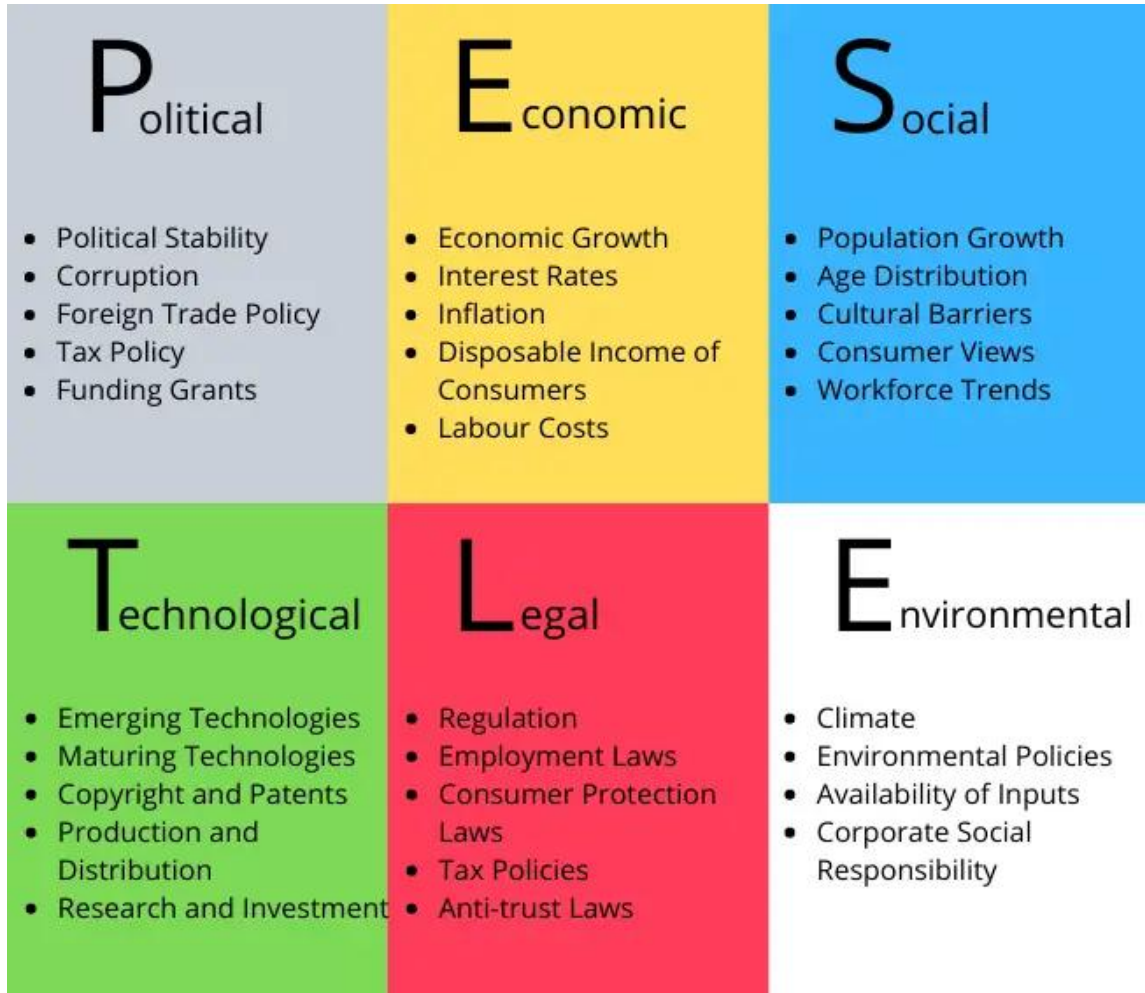 Political
• Political Stability
• Corruption
• Foreign Trade Policy
• Tax Policy
• Funding Grants
Economic
• Economic Growth
• Interest Rates
• Inflation
• Disposable Income of
Consumers
• Labour Costs
Social
• Population Growth
• Age Distribution
• Cultural Barriers
• Consumer Views
• Workforce Trends
Technological
• Emerging Technologies
• Maturing Technologies
• Copyright and Patents
• Production and
Distribution
• Research and Investment
Legal
• Regulation
• Employment Laws
• Consumer Protection
Laws
• Tax Policies
• Anti-trust Laws
Environmental
• Climate
• Environmental Policies
• Availability of Inputs
• Corporate Social
Responsibility